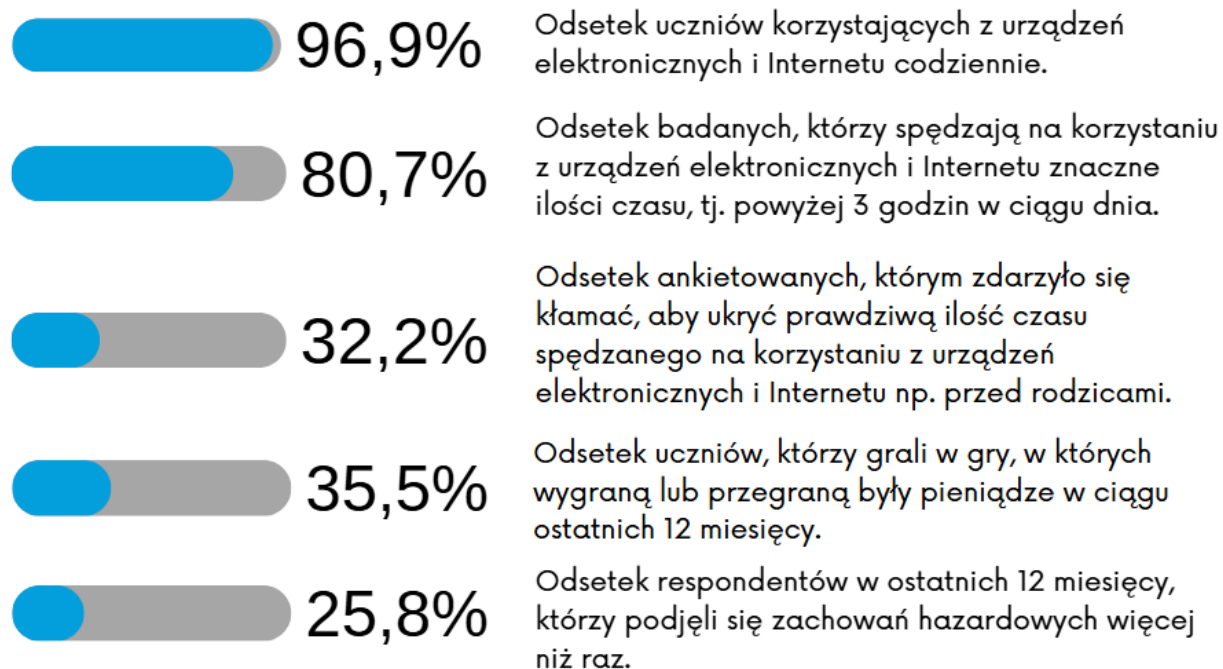 96,9%
Odsetek uczniów korzystających z urządzeń
elektronicznych i Internetu codziennie.
80,7%
Odsetek badanych, którzy spędzają na korzystaniu
z urządzeń elektronicznych i Internetu znaczne
ilości czasu, tj. powyżej 3 godzin w ciągu dnia.
32,2%
Odsetek ankietowanych, którym zdarzyło się
kłamać, aby ukryć prawdziwą ilość czasu
spędzanego na korzystaniu z urządzeń
elektronicznych i Internetu np. przed rodzicami.
35,5%
Odsetek uczniów, którzy grali w gry, w których
wygraną lub przegraną były pieniądze w ciągu
ostatnich 12 miesięcy.
25,8%
Odsetek respondentów w ostatnich 12 miesięcy,
którzy podjęli się zachowań hazardowych więcej
niż raz.